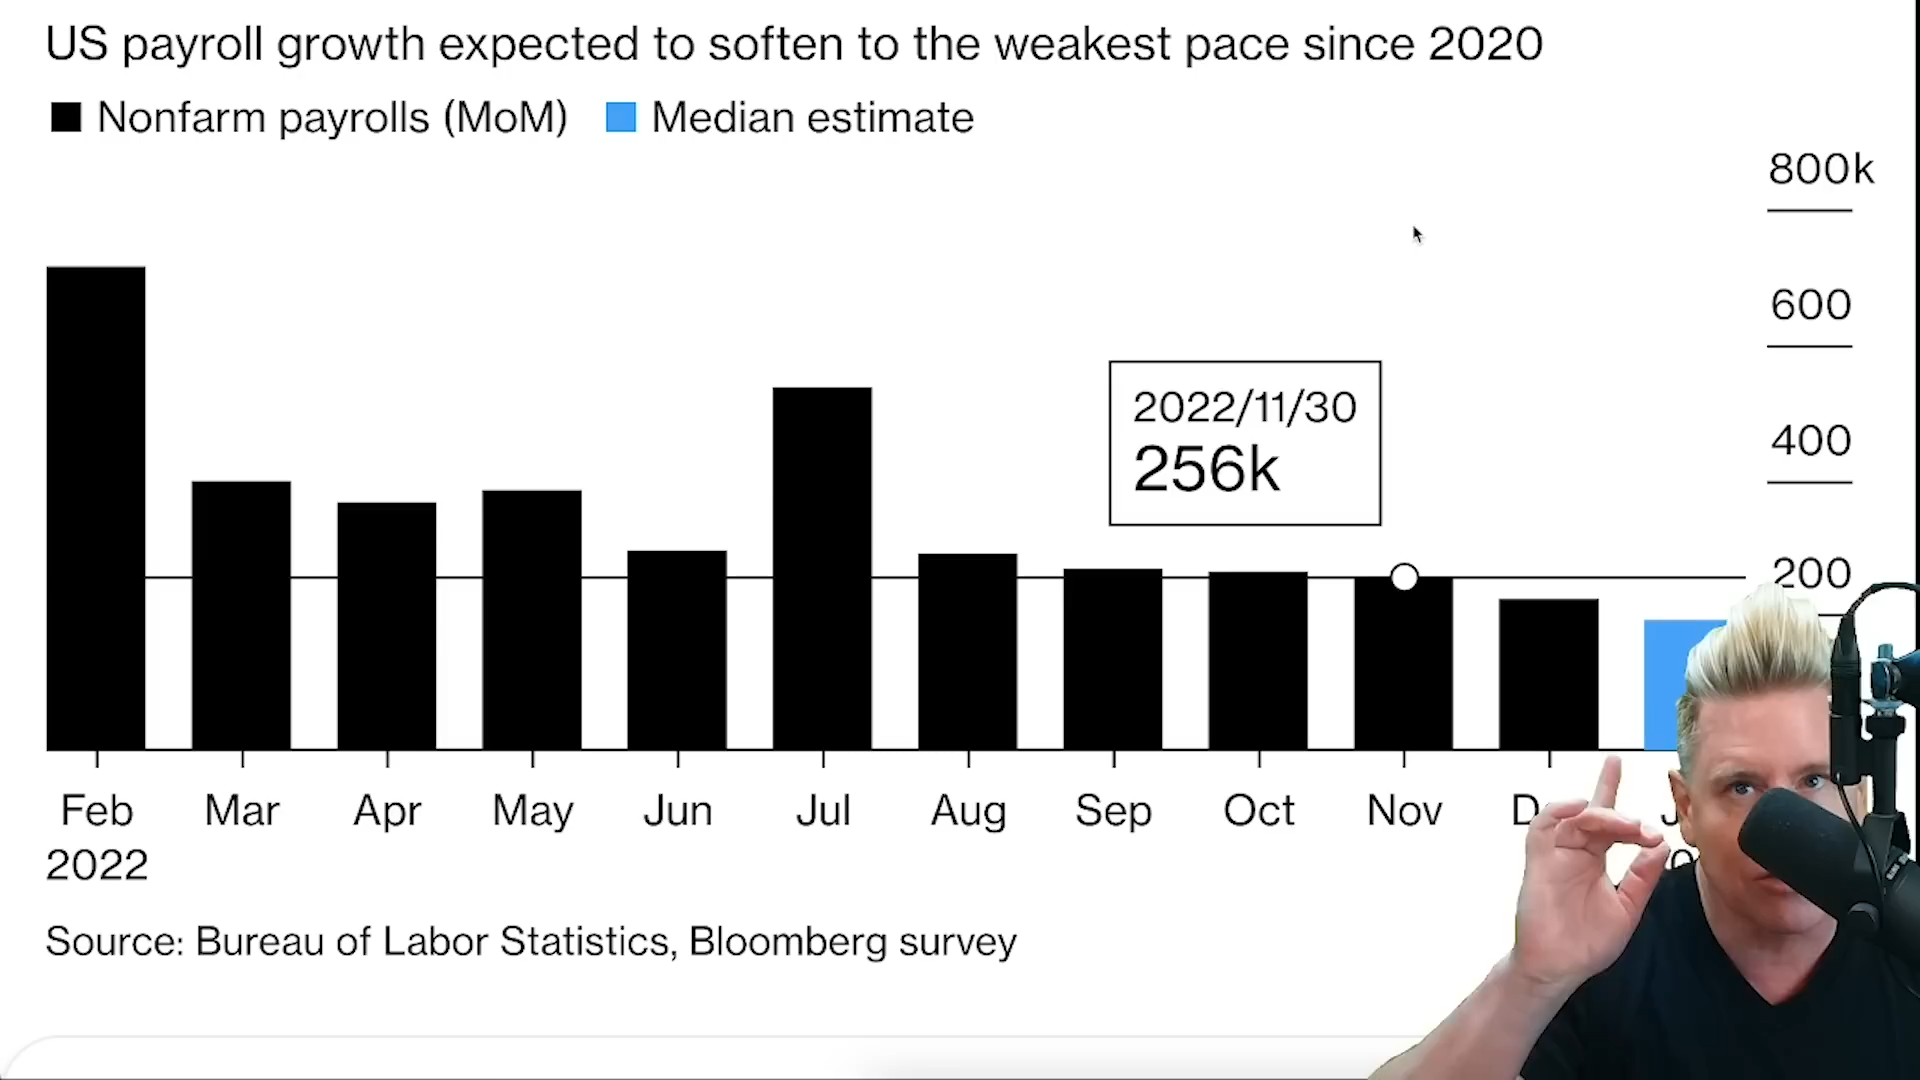 US payroll growth expected to soften to the weakest pace since 2020
Nonfarm payrolls (MoM) Median estimate
800k
600
2022/11/30
256k
400
200
Feb Mar Apr May Jun Jul Aug Sep Oct Nov
2022
Source: Bureau of Labor Statistics, Bloomberg survey